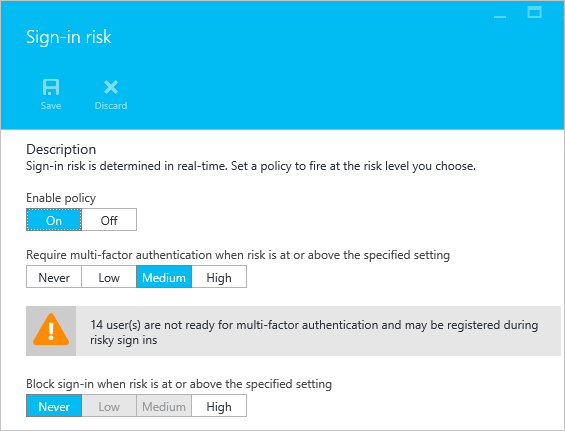 Sign-in risk
Save Discard
Description
Sign-in risk is determined in real-time. Set a policy to fire at the risk level you choose.
Enable policy
On Off
Require multi-factor authentication when risk is at or above the specified setting
Never Low Medium High
14 user(s) are not ready for multi-factor authentication and may be registered during
risky sign ins
Block sign-in when risk is at or above the specified setting
Never Low Medium High